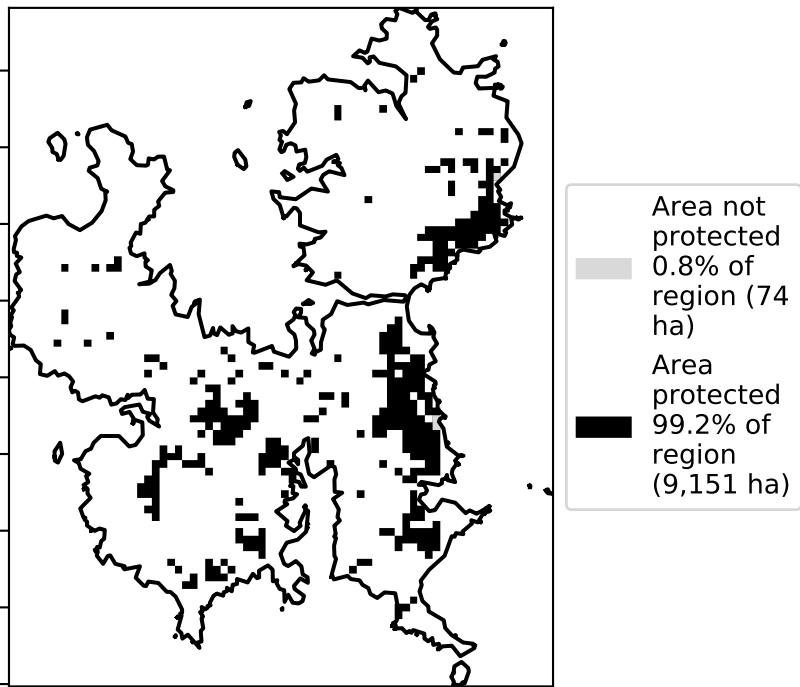 Area not
protected
0.8% of
region (74
ha)
Area
protected
99.2% of
region
(9,151 ha)